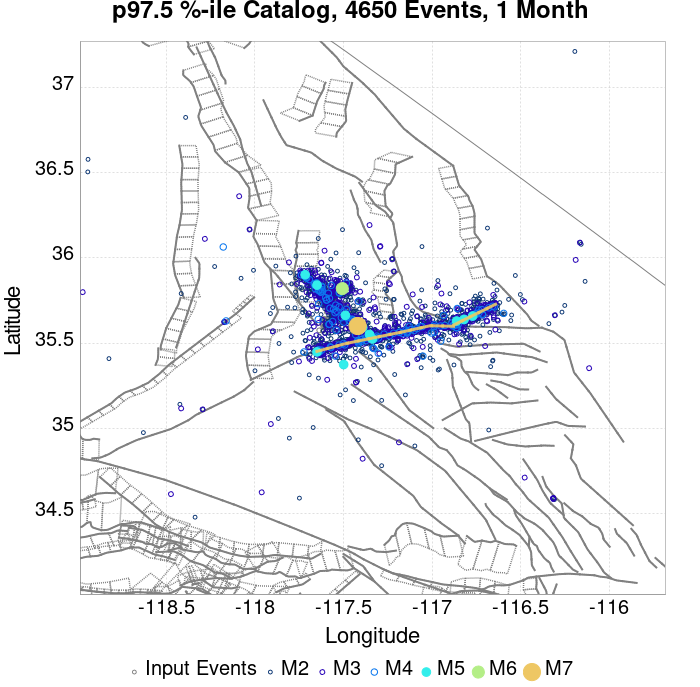 p97.5 %-ile Catalog, 4650 Events, 1 Month
37
36.5
36
35.5
35
34.5
Latitude
-118.5 -118 -117.5 -117 -116.5 -116
Longitude
Input Events M2 M3 M4 M5 M6 M7